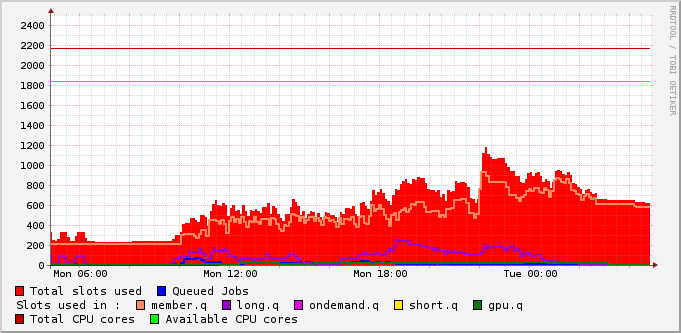 2400
2200
2000
1800
1600
1400
1200
1000
800
600
400
200
0
Mon 06:00 Mon 12:00 Mon 18:00 Tue 00:00
Total slots used Queued Jobs
Slots used in : member.q long.q ondemand.q short.q gpu.q
Total CPU cores Available CPU cores
RRDTOOL / TOBI OETIKER